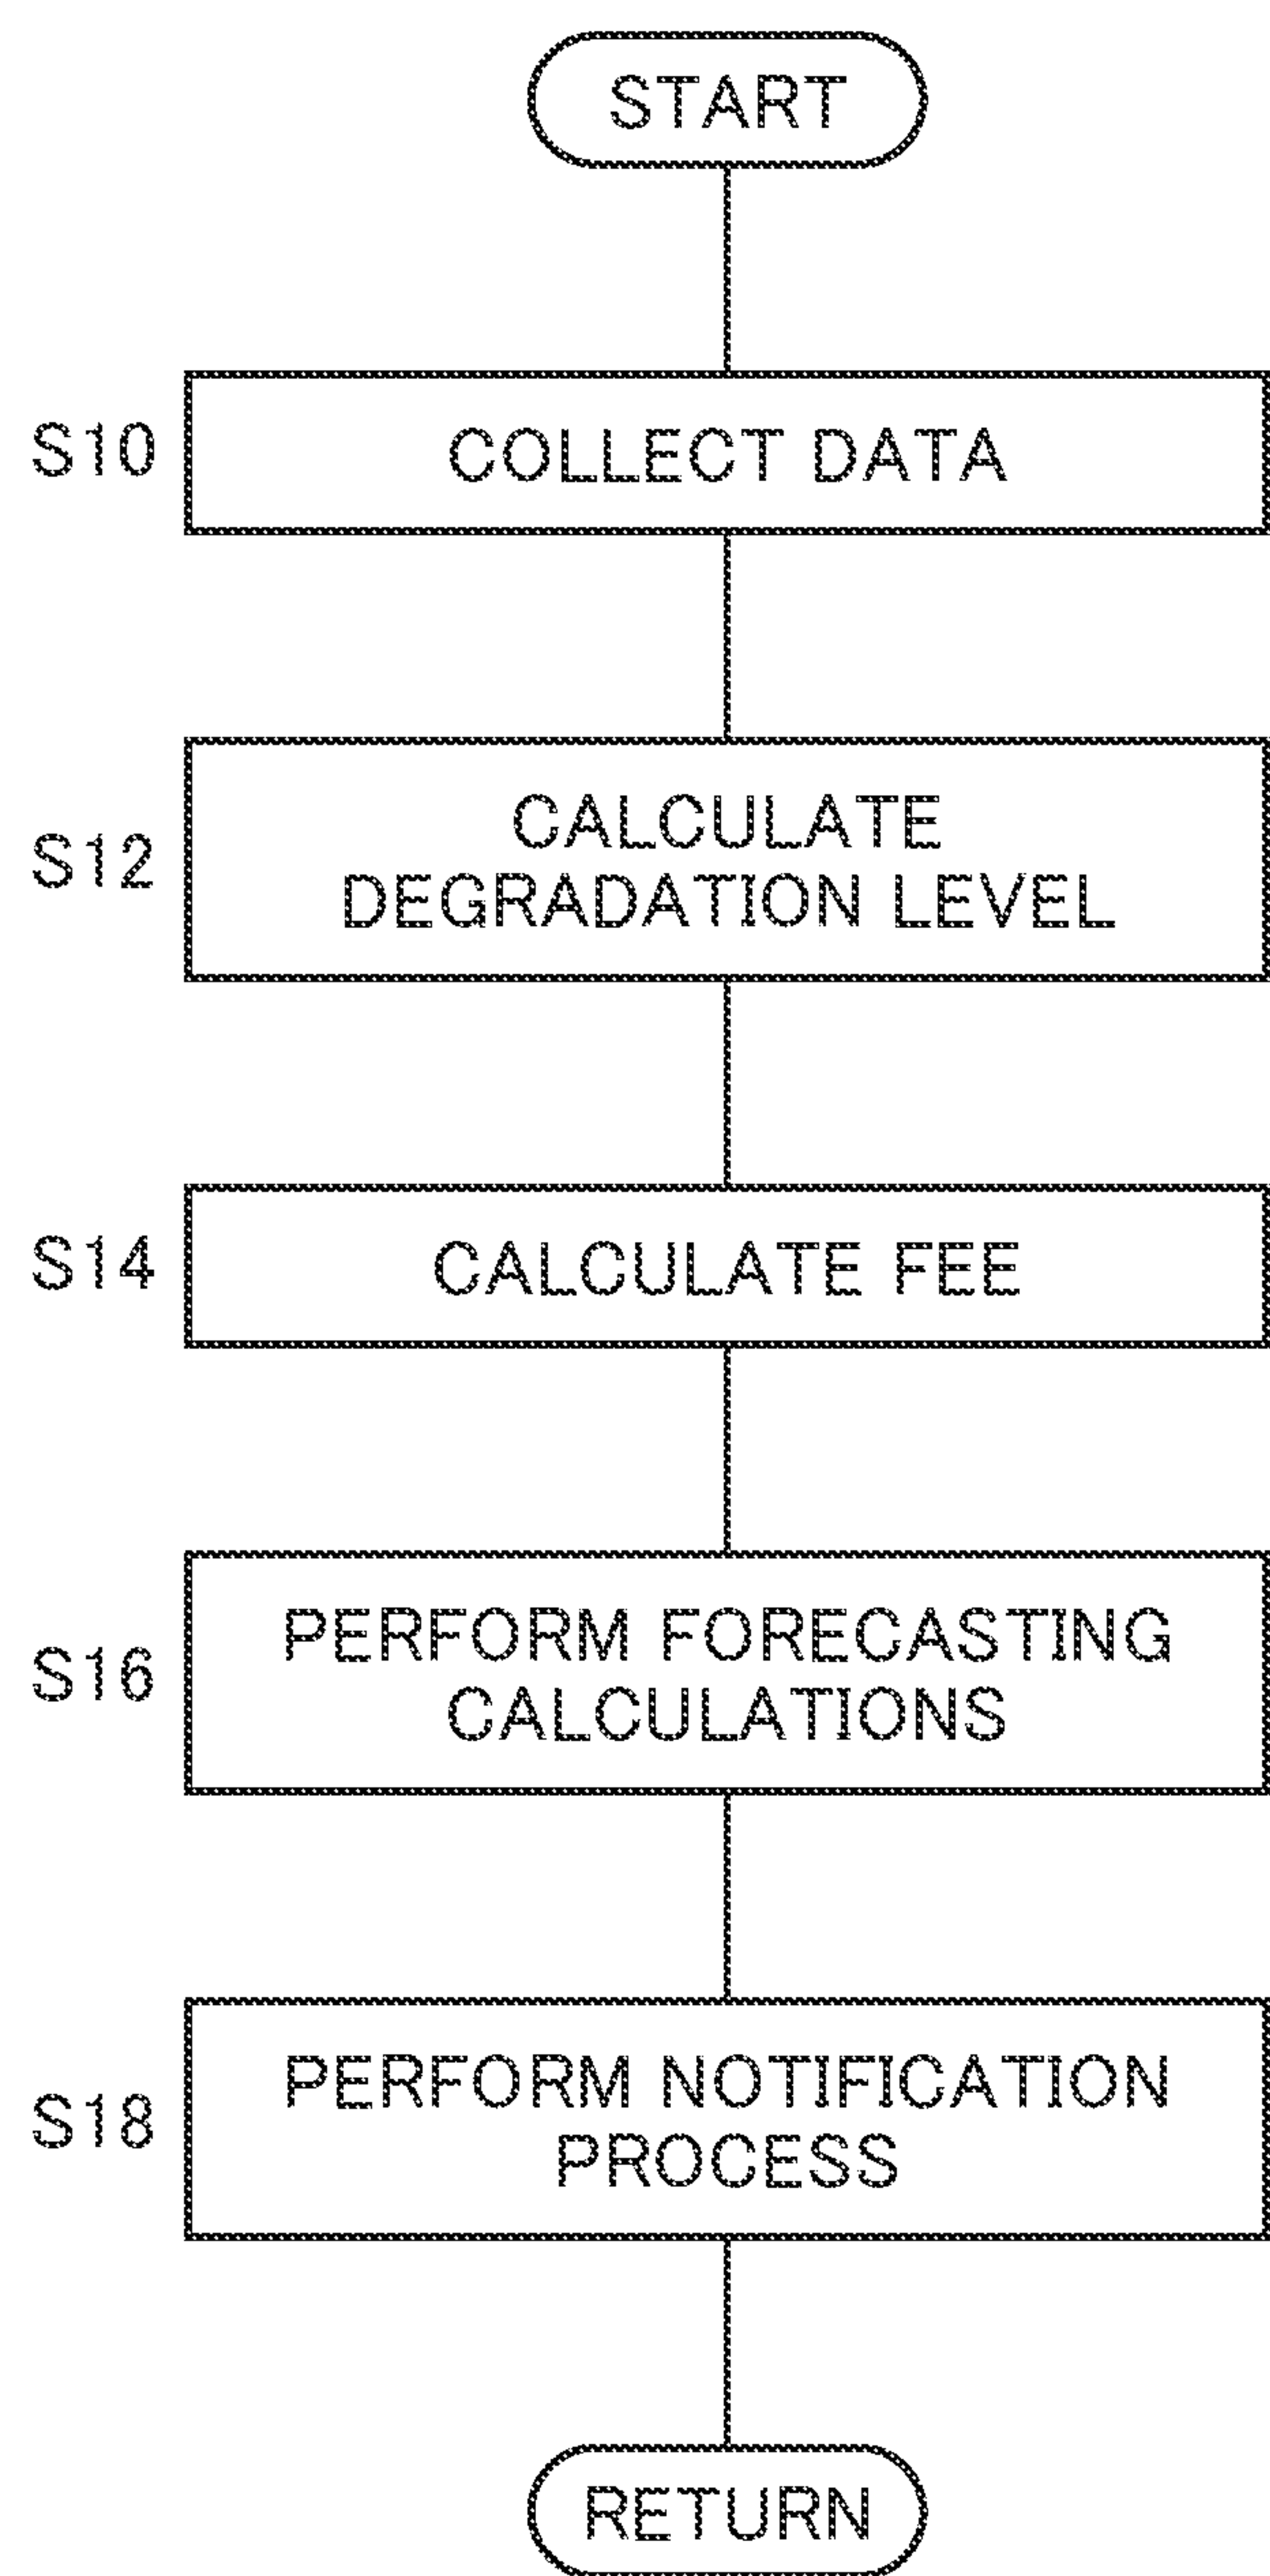 START
S10
COLLECT DATA
S12
CALCULATE
DEGRADATION LEVEL
S14
CALCULATE FEE
S16
PERFORM FORECASTING
CALCULATIONS
S18
PERFORM NOTIFICATION
PROCESS
RETURN